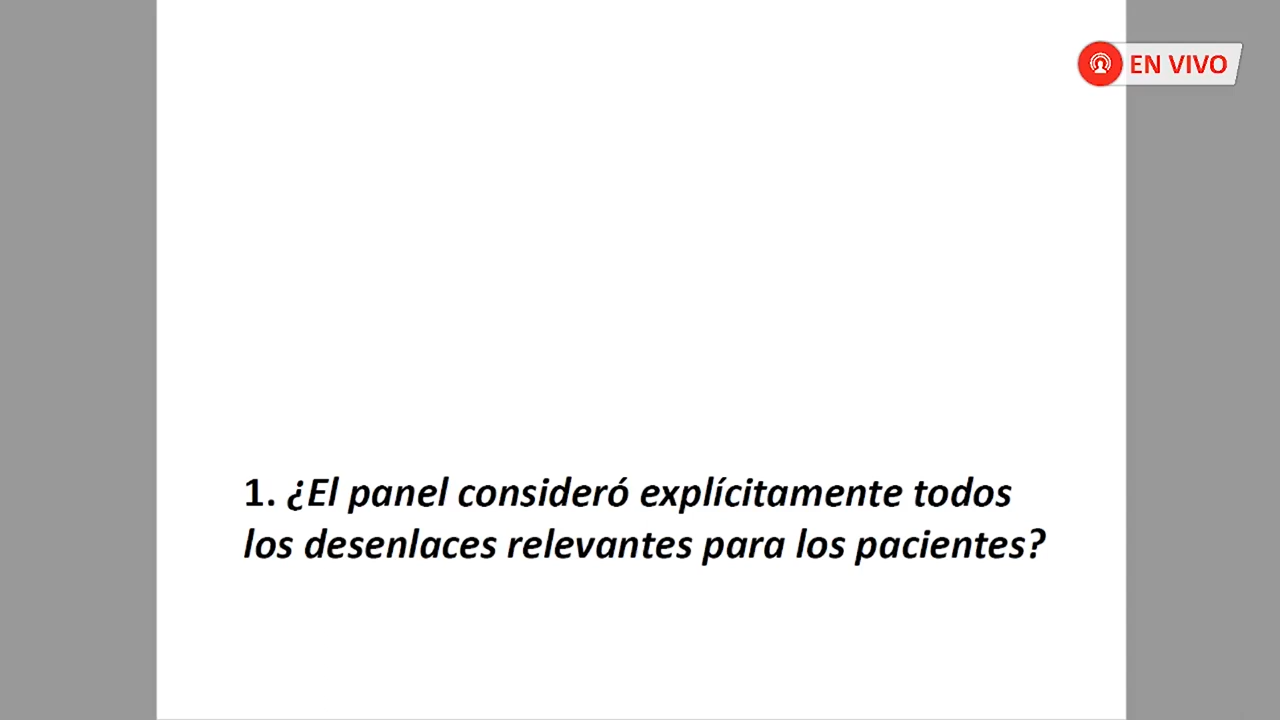 EN VIVO
1. ¿El panel consideró explícitamente todos
los desenlaces relevantes para los pacientes?